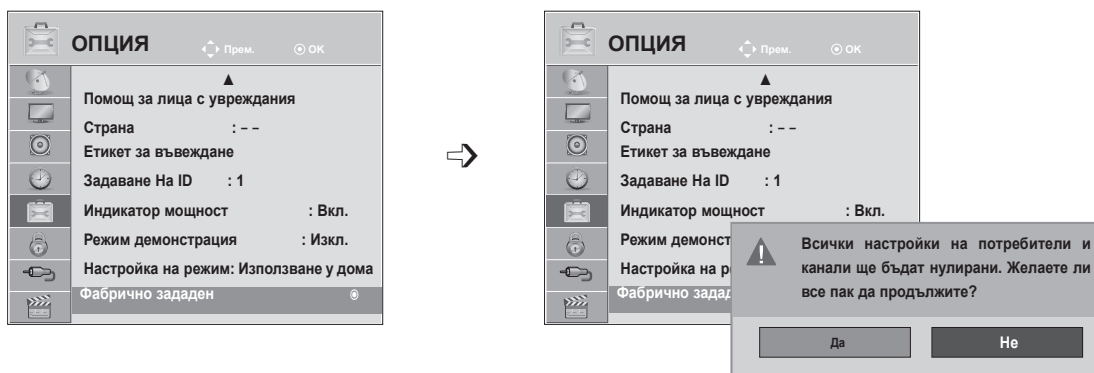 ОПЦИЯ Прем. OK
▲
Помощ за лица с увреждания
Страна : – –
Етикет за въвеждане
Задаване На ID : 1
Индикатор мощност : Вкл.
Режим демонстрация : Изкл.
Настройка на режим: Използване у дома
Фабрично зададен
ОПЦИЯ Прем. OK
▲
Помощ за лица с увреждания
Страна : – –
Етикет за въвеждане
Задаване На ID : 1
Индикатор мощност : Вкл.
Режим демонст
Настройка на р
Фабрично задад
Всички настройки на потребители и
канали ще бъдат нулирани. Желаете ли
все пак да продължите?
Да Не